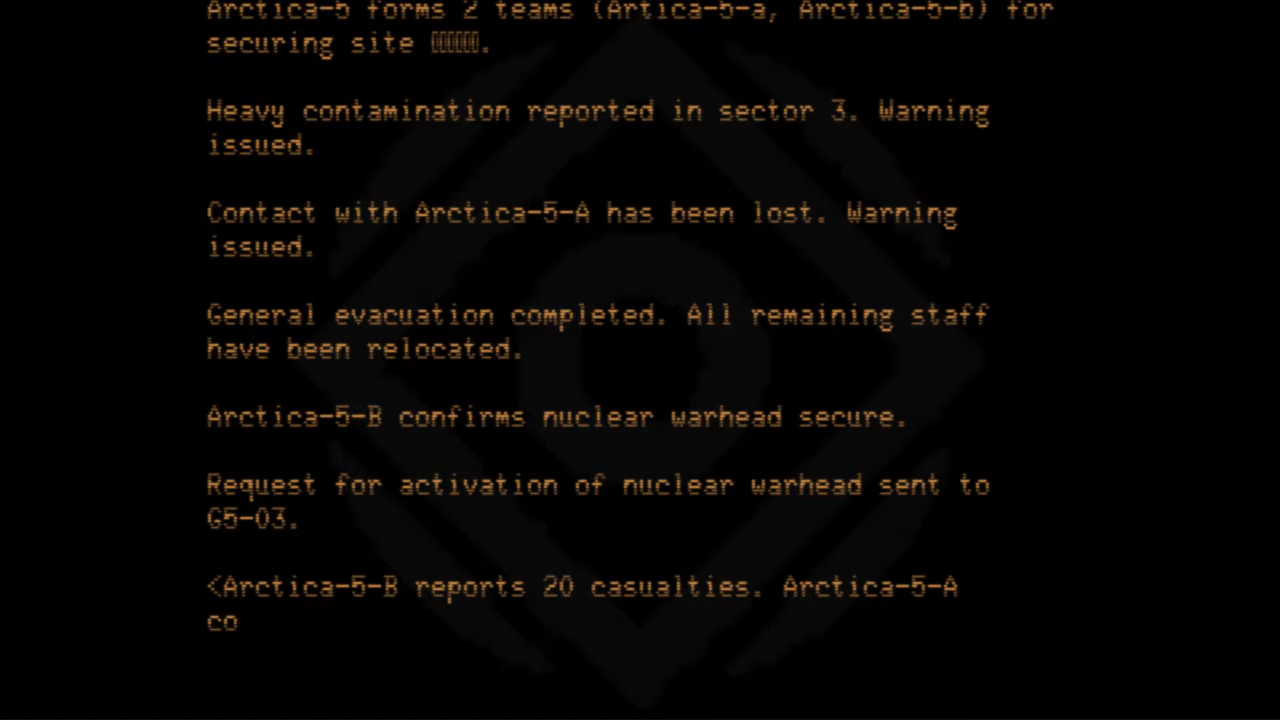 Arctica-5 forms 2 teams (Artica-5-a, Arctica-5-b) for
securing site ▯▯▯▯▯▯.
Heavy contamination reported in sector 3. Warning
issued.
Contact with Arctica-5-A has been lost. Warning
issued.
General evacuation completed. All remaining staff
have been relocated.
Arctica-5-B confirms nuclear warhead secure.
Request for activation of nuclear warhead sent to
G5-03.
<Arctica-5-B reports 20 casualties. Arctica-5-A
co